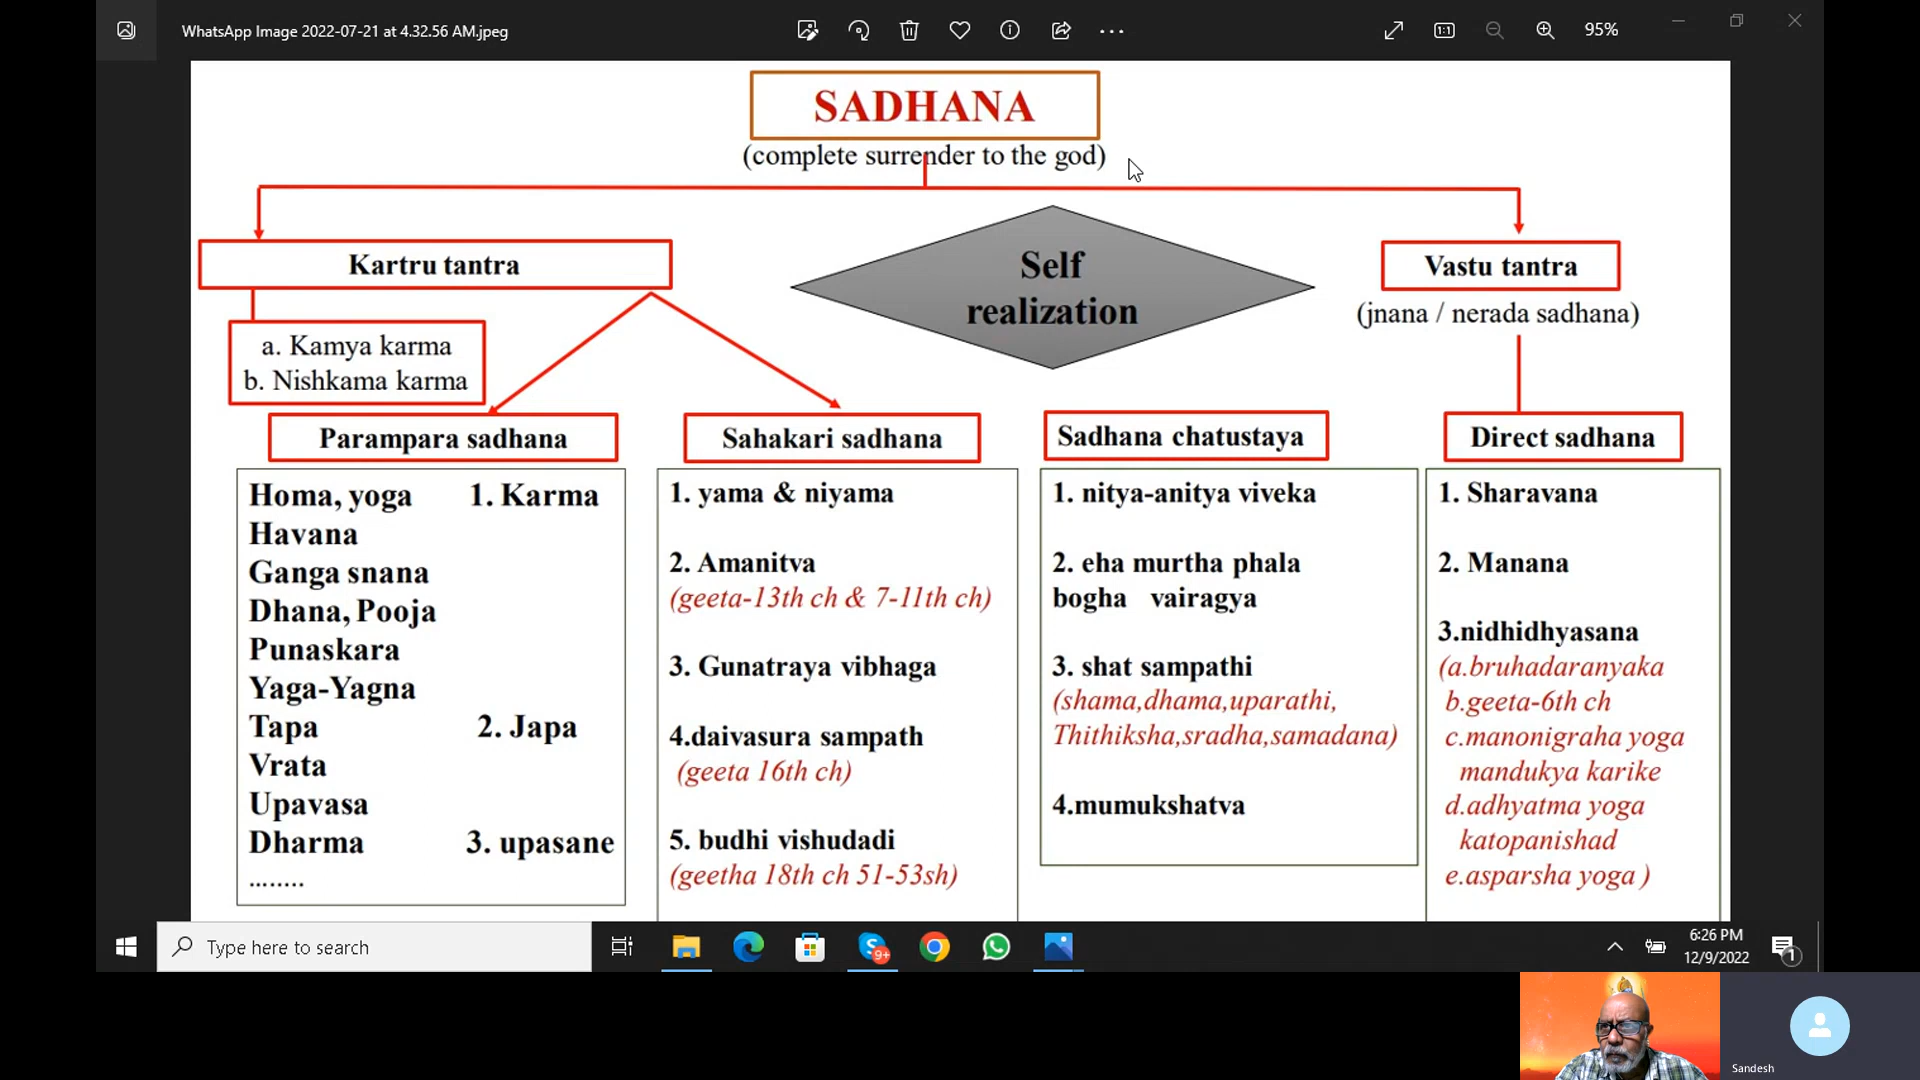 WhatsApp Image 2022-07-21 at 4.32.56 AM.jpeg
1:1
95%
SADHANA
(complete surrender to the god)
Kartru tantra
Self
realization
Vastu tantra
(jnana / nerada sadhana)
a. Kamya karma
b. Nishkama karma
Parampara sadhana
Homa, yoga 1. Karma
Havana
Ganga snana
Dhana, Pooja
Punaskara
Yaga-Yagna
Tapa 2. Japa
Vrata
Upavasa
Dharma 3. upasane
........
Sahakari sadhana
1. yama & niyama
2. Amanitva
(geeta-13th ch & 7-11th ch)
3. Gunatraya vibhaga
4.daivasura sampath
(geeta 16th ch)
5. budhi vishudadi
(geetha 18th ch 51-53sh)
Sadhana chatustaya
1. nitya-anitya viveka
2. eha murtha phala
bogha vairagya
3. shat sampathi
(shama,dhama,uparathi,
Thithiksha,sradha,samadana)
4.mumukshatva
Direct sadhana
1. Sharavana
2. Manana
3.nidhidhyasana
(a.bruhadaranyaka
b.geeta-6th ch
c.manonigraha yoga
mandukya karike
d.adhyatma yoga
katopanishad
e.asparsha yoga )
Type here to search
9+
6:26 PM
12/9/2022
1
Sandesh